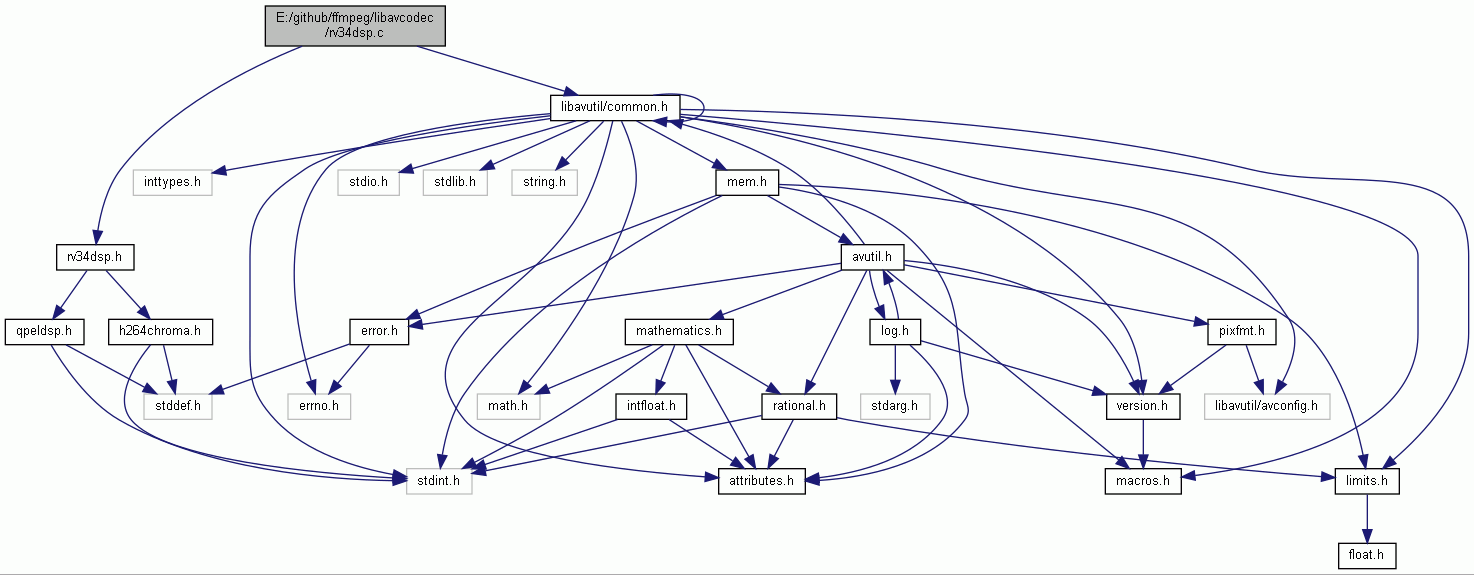 E:/github/ffmpeg/libavcodec
/rv34dsp.c
libavutil/common.h
inttypes.h
stdio.h
stdlib.h
string.h
mem.h
rv34dsp.h
avutil.h
qpeldsp.h
h264chroma.h
error.h
mathematics.h
log.h
pixfmt.h
stddef.h
errno.h
math.h
intfloat.h
rational.h
stdarg.h
version.h
libavutil/avconfig.h
stdint.h
attributes.h
macros.h
limits.h
float.h